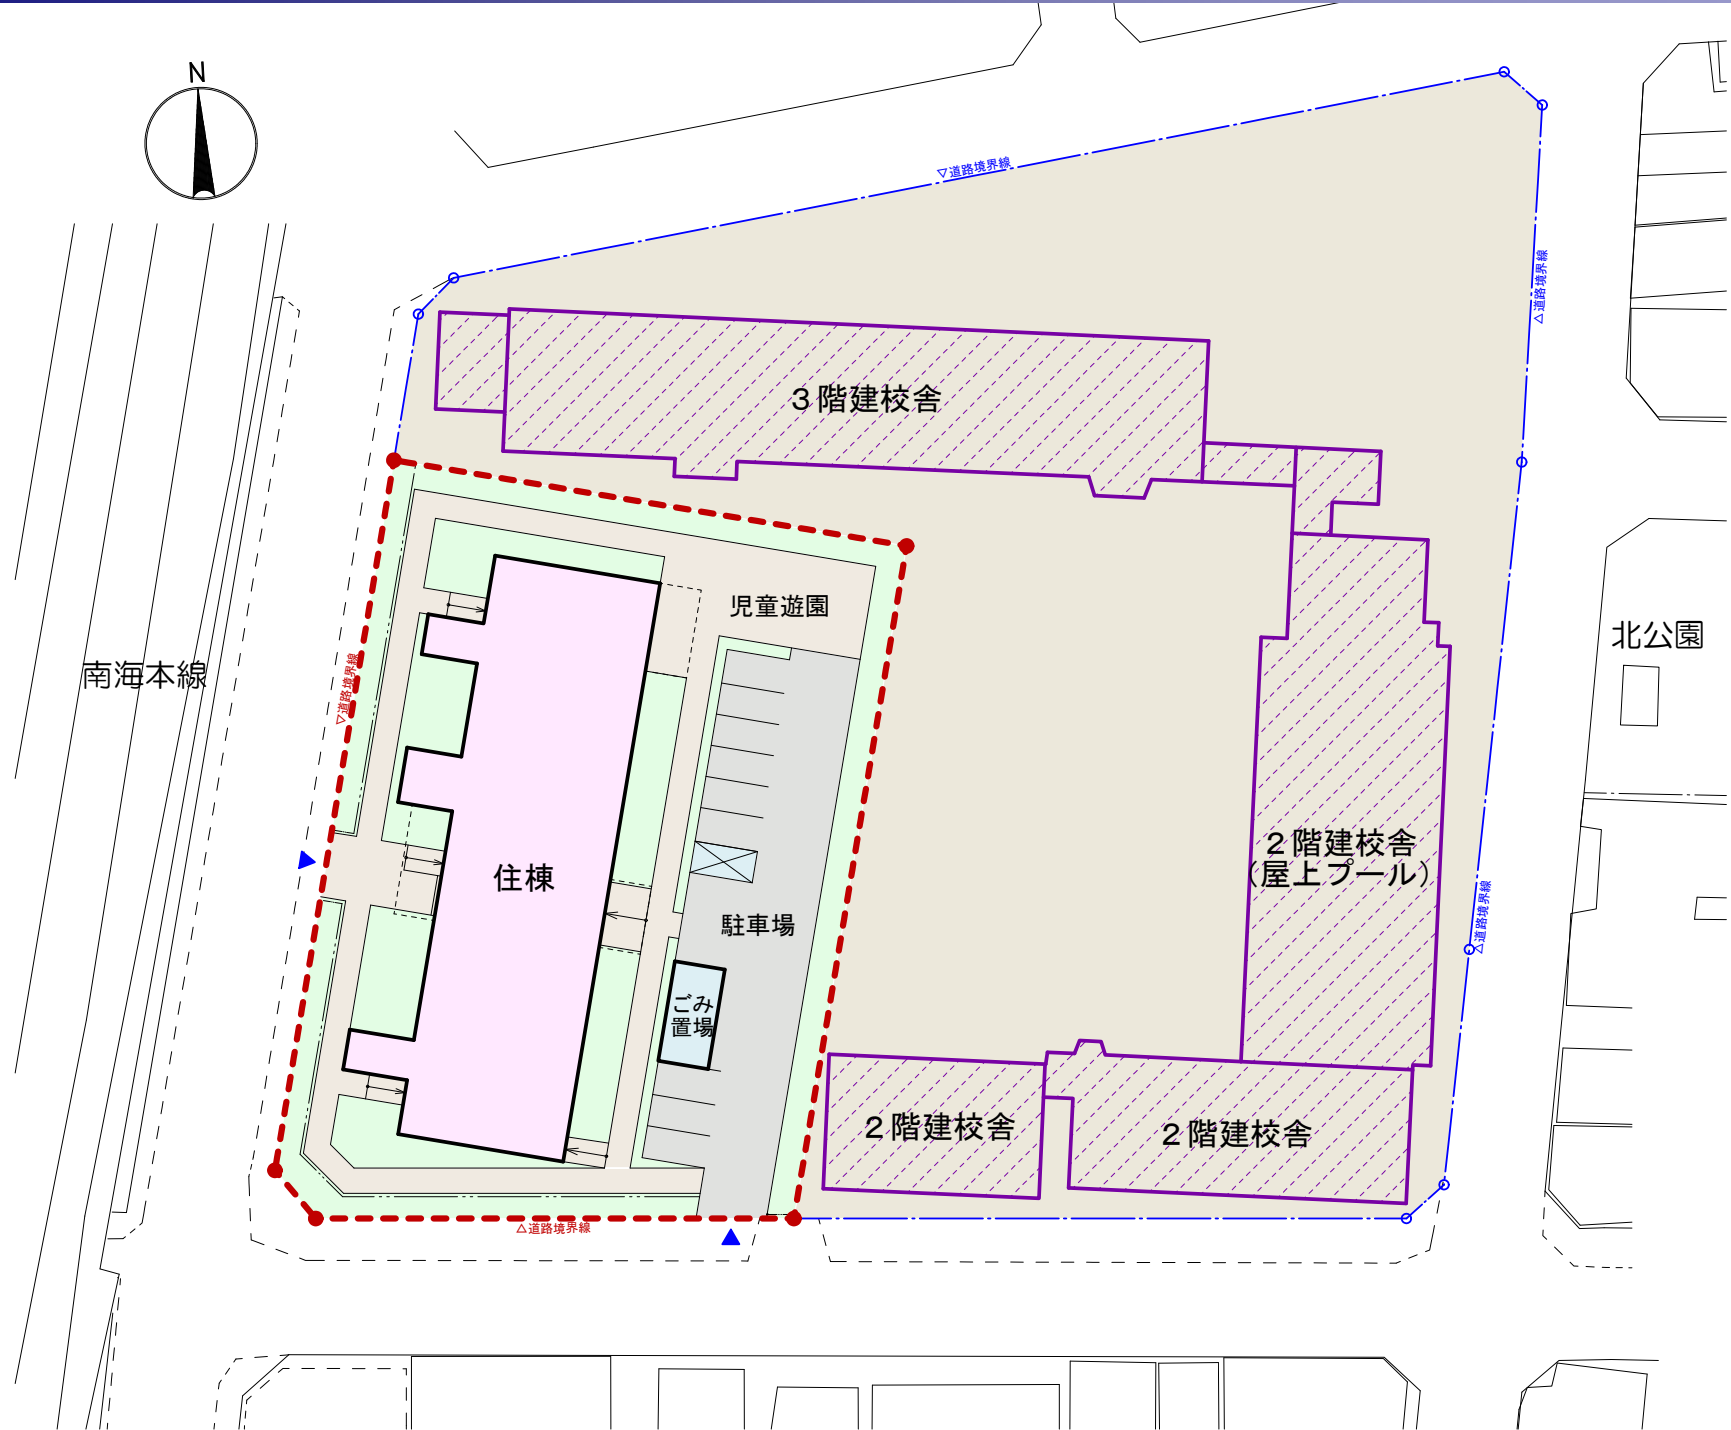 N
▽道路境界線
△道路境界線
３階建校舎
児童遊園
北公園
南海本線
▽道路境界線
２階建校舎
（屋上プール）
住棟
駐車場
△道路境界線
ごみ
置場
２階建校舎
２階建校舎
△道路境界線